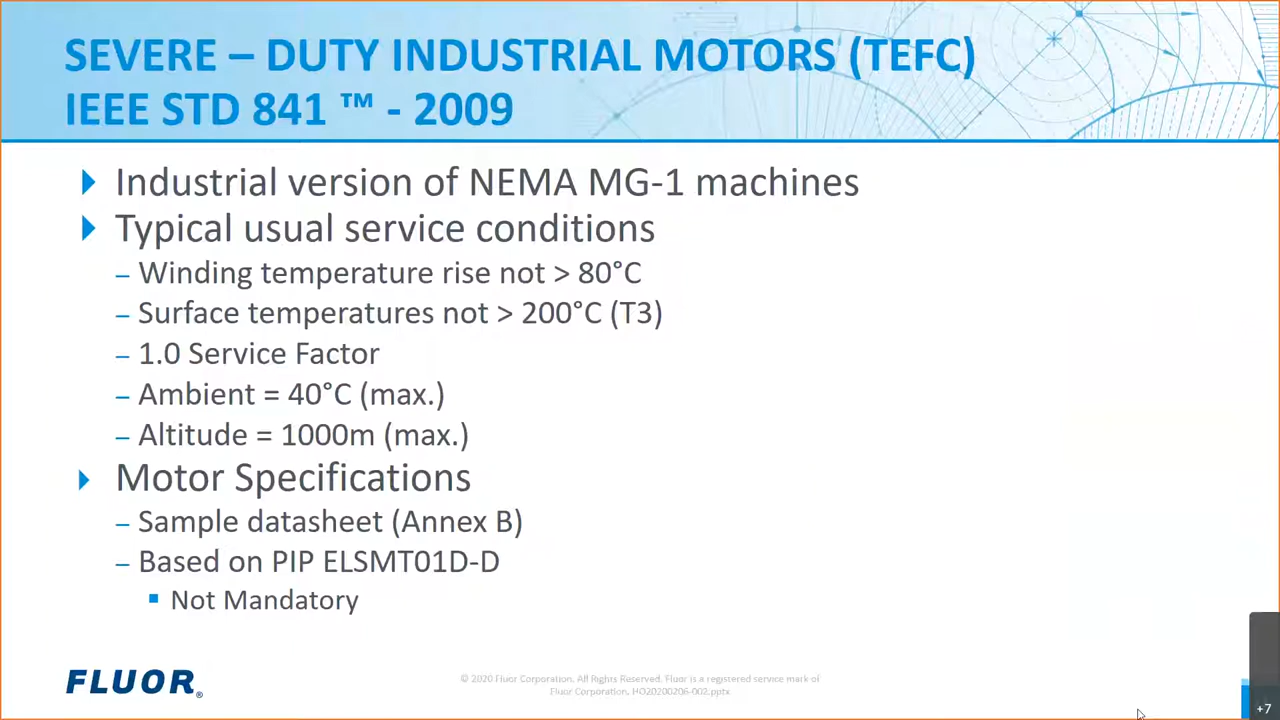 SEVERE – DUTY INDUSTRIAL MOTORS (TEFC)
IEEE STD 841 ™ - 2009
Industrial version of NEMA MG-1 machines
Typical usual service conditions
– Winding temperature rise not > 80°C
– Surface temperatures not > 200°C (T3)
– 1.0 Service Factor
– Ambient = 40°C (max.)
– Altitude = 1000m (max.)
Motor Specifications
– Sample datasheet (Annex B)
– Based on PIP ELSMT01D-D
Not Mandatory
FLUOR®
© 2020 Fluor Corporation. All Rights Reserved. Fluor is a registered service mark of
Fluor Corporation. HO20200206-002.pptx
+7